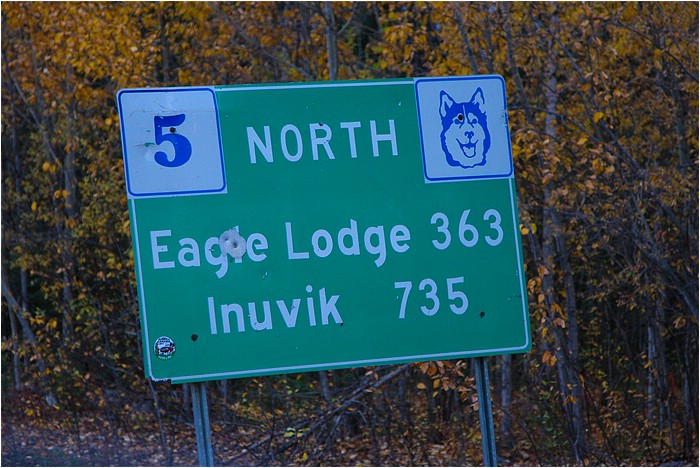 5 NORTH
Eagle Lodge 363
Inuvik 735